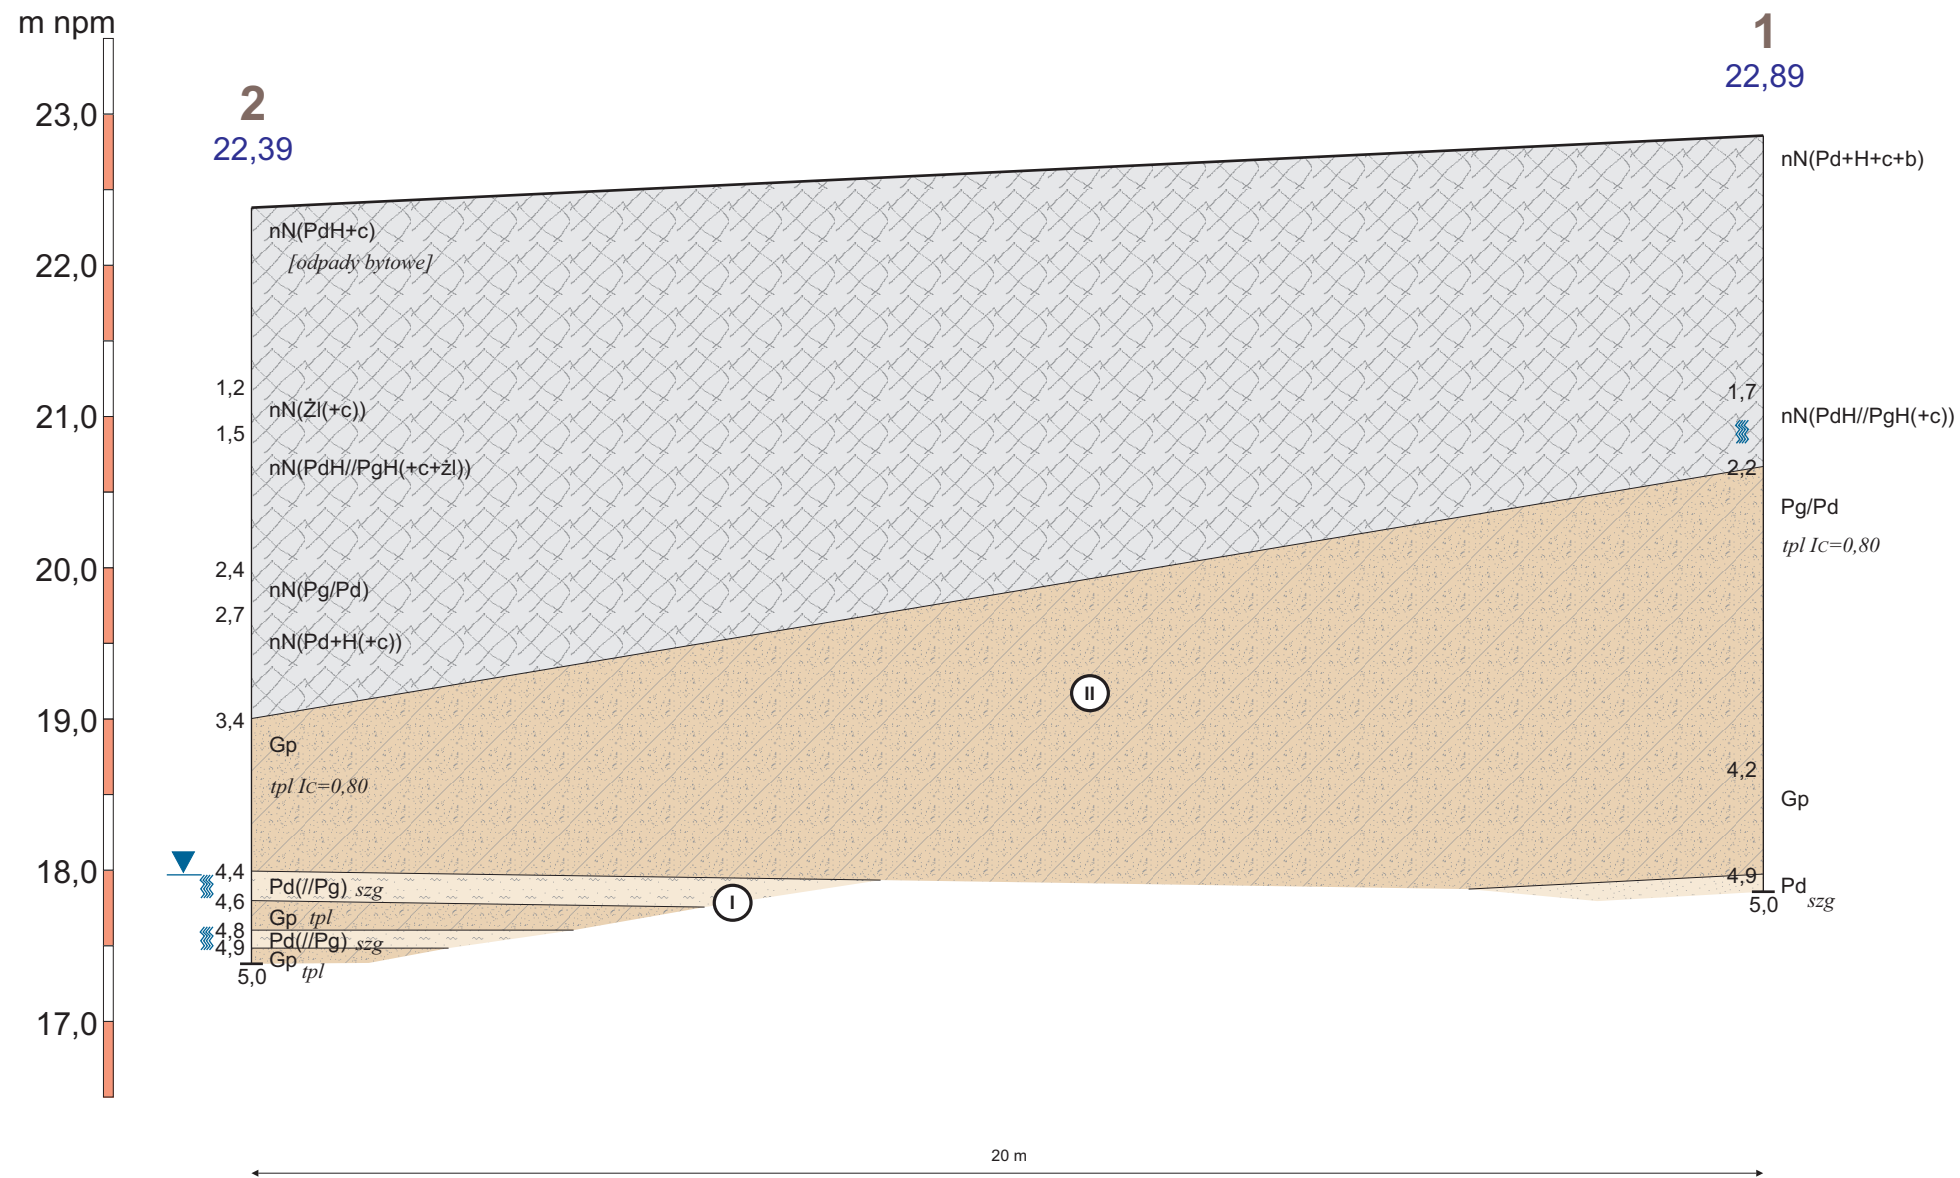 m npm
23,0
22,0
21,0
20,0
19,0
18,0
17,0
2
22,39
1
22,89
nN(PdH+c)
[odpady bytowe]
1,2
nN(Żl(+c))
1,5
nN(PdH//PgH(+c+żl))
2,4
nN(Pg/Pd)
2,7
nN(Pd+H(+c))
3,4
Gp
tpl Ic=0,80
4,4
Pd(//Pg) szg
4,6
Gp tpl
4,8
Pd(//Pg) szg
4,9
Gp tpl
5,0
I
II
nN(Pd+H+c+b)
1,7
nN(PdH//PgH(+c))
2,2
Pg/Pd
tpl Ic=0,80
4,2
Gp
4,9
Pd szg
5,0
20 m